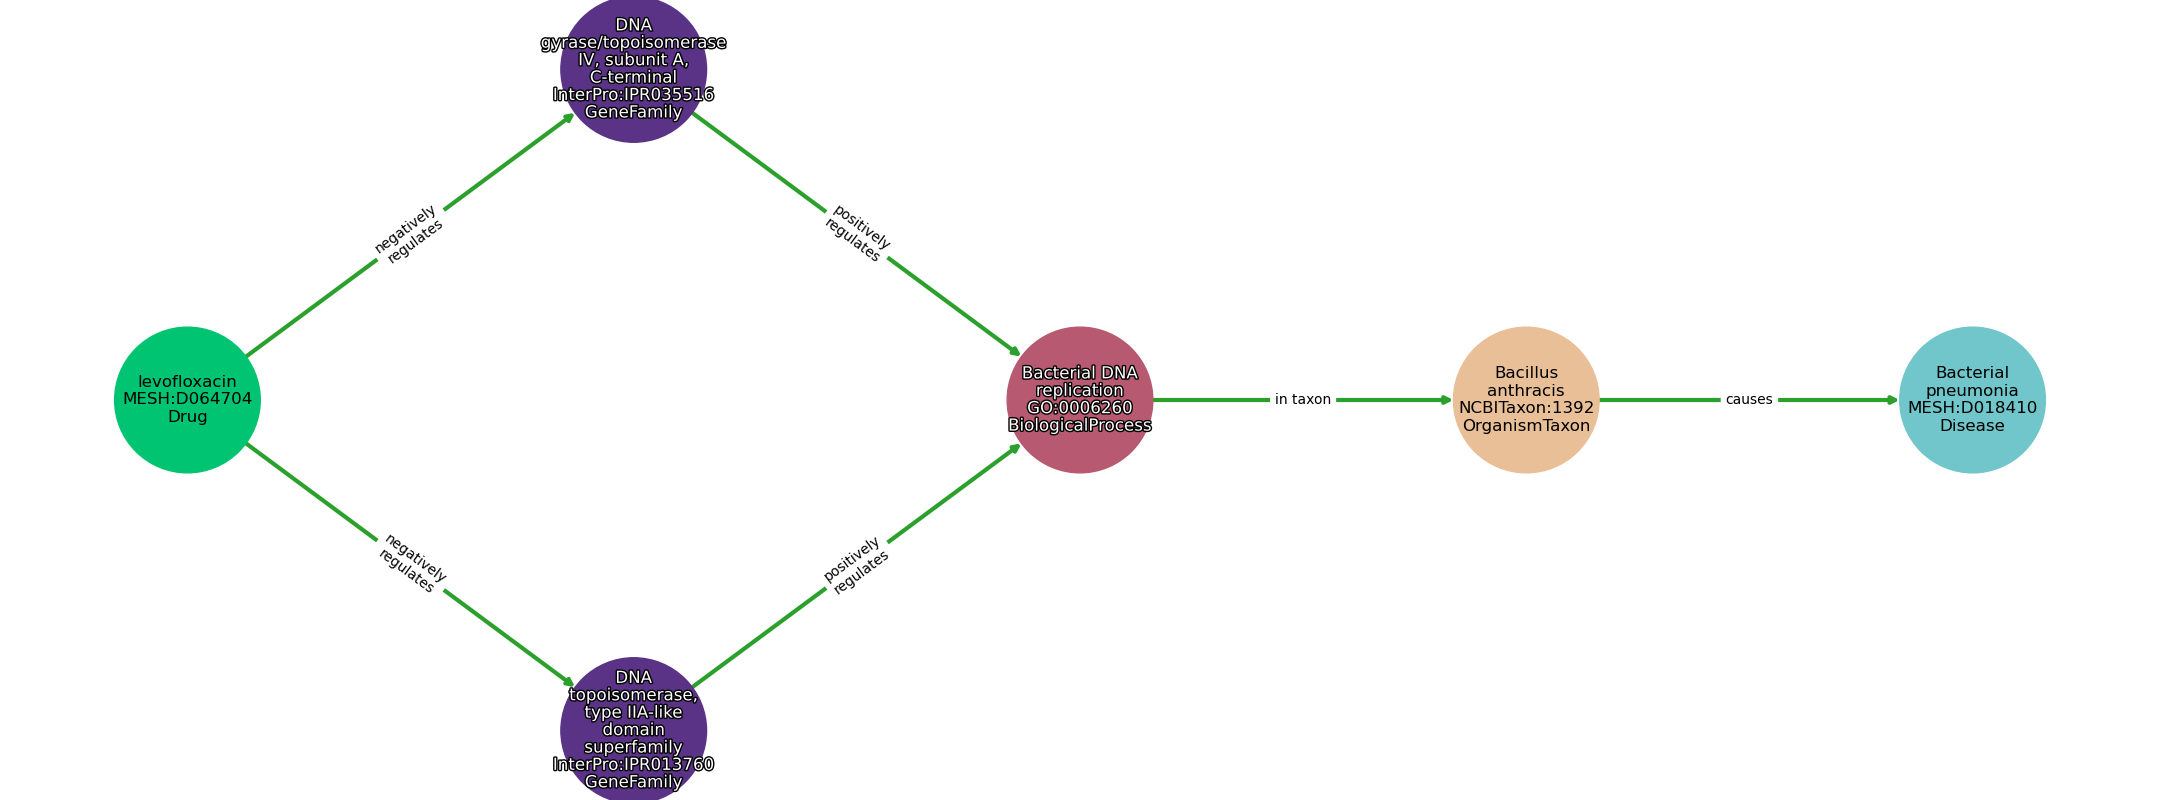 DNA
gyrase/topoisomerase
IV, subunit A,
C-terminal
InterPro:IPR035516
GeneFamily
negatively
regulates
positively
regulates
levofloxacin
MESH:D064704
Drug
Bacterial DNA
replication
GO:0006260
BiologicalProcess
in taxon
Bacillus
anthracis
NCBITaxon:1392
OrganismTaxon
causes
Bacterial
pneumonia
MESH:D018410
Disease
negatively
regulates
positively
regulates
DNA
topoisomerase,
type IIA-like
domain
superfamily
InterPro:IPR013760
GeneFamily